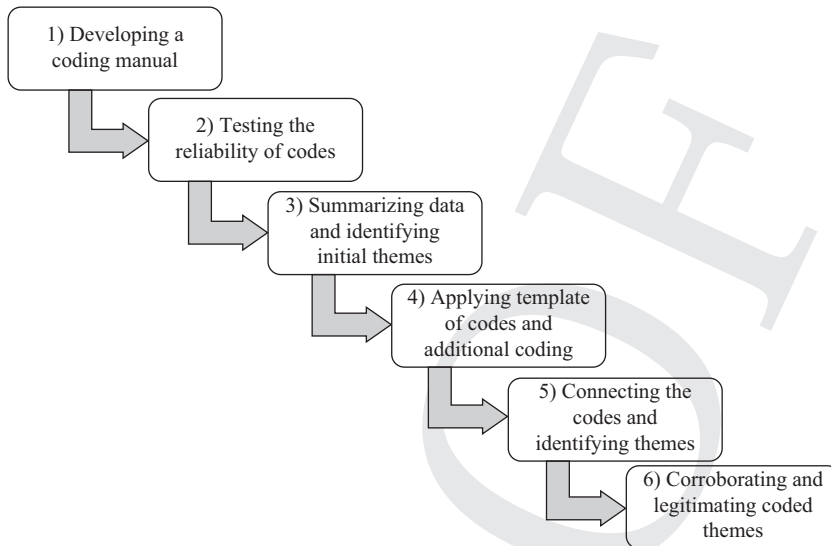 1) Developing a
coding manual
2) Testing the
reliability of codes
3) Summarizing data
and identifying
initial themes
4) Applying template
of codes and
additional coding
5) Connecting the
codes and
identifying themes
6) Corroborating and
legitimating coded
themes
OF